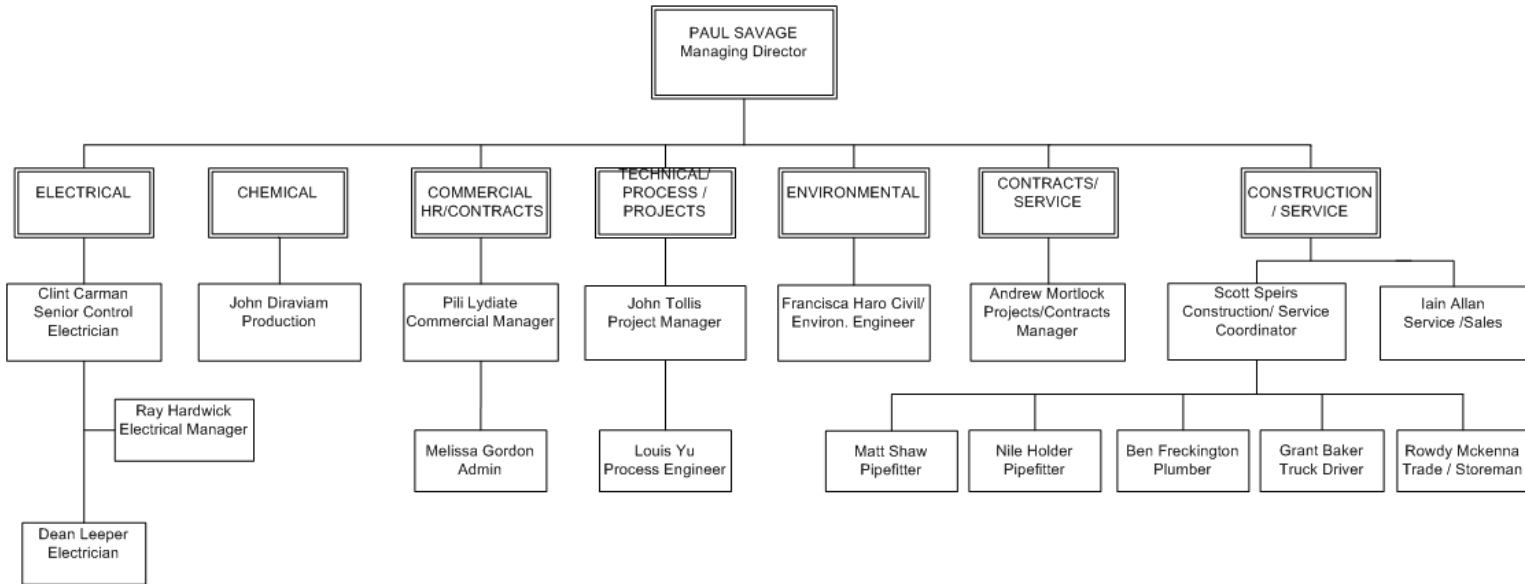 PAUL SAVAGE
Managing Director
ELECTRICAL
CHEMICAL
COMMERCIAL
HR/CONTRACTS
TECHNICAL/
PROCESS /
PROJECTS
ENVIRONMENTAL
CONTRACTS/
SERVICE
CONSTRUCTION
/ SERVICE
Clint Carman
Senior Control
Electrician
John Diraviam
Production
Pili Lydiate
Commercial Manager
John Tollis
Project Manager
Francisca Haro Civil/
Environ. Engineer
Andrew Mortlock
Projects/Contracts
Manager
Scott Speirs
Construction/ Service
Coordinator
Iain Allan
Service /Sales
Ray Hardwick
Electrical Manager
Melissa Gordon
Admin
Louis Yu
Process Engineer
Matt Shaw
Pipefitter
Nile Holder
Pipefitter
Ben Freckington
Plumber
Grant Baker
Truck Driver
Rowdy Mckenna
Trade / Storeman
Dean Leeper
Electrician